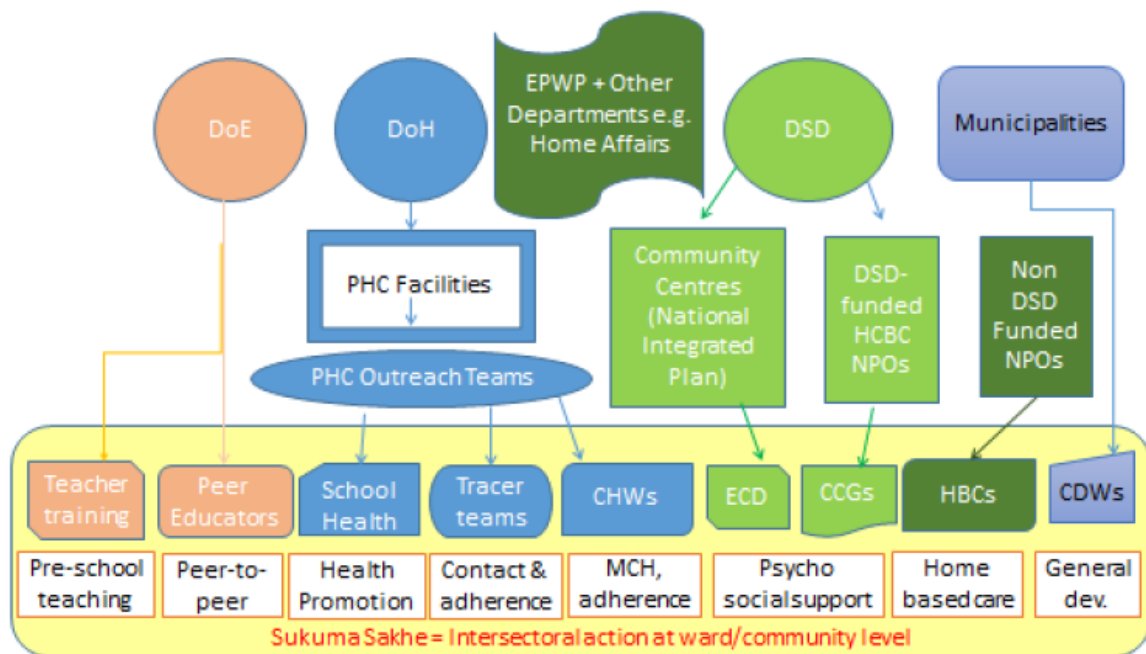 DoE
DoH
EPWP + Other
Departments e.g.
Home Affairs
DSD
Municipalities
PHC Facilities
PHC Outreach Teams
Community
Centres
(National
Integrated
Plan)
DSD-
funded
HCBC
NPOs
Non
DSD
Funded
NPOs
Teacher
training
Peer
Educators
School
Health
Tracer
teams
CHWs
ECD
CCGs
HBCs
CDWs
Pre-school
teaching
Peer-to-
peer
Health
Promotion
Contact &
adherence
MCH,
adherence
Psycho
social support
Home
based care
General
dev.
Sukuma Sakhe = Intersectoral action at ward/community level